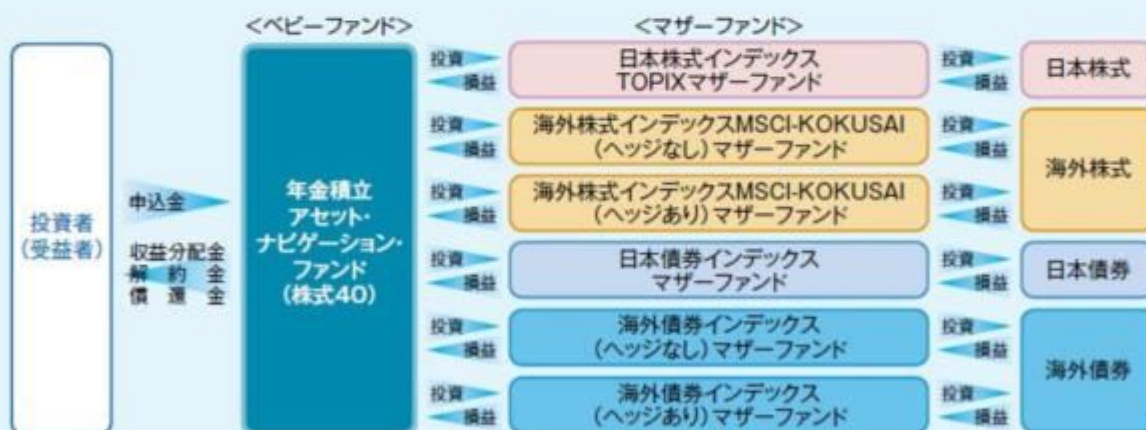 <ベビーファンド>
<マザーファンド>
投資者
(受益者)
申込金
収益分配金
解約金
償還金
年金積立
アセット・
ナビゲーション・
ファンド
(株式40)
投資
損益
日本株式インデックス
TOPIXマザーファンド
投資
損益
日本株式
投資
損益
海外株式インデックスMSCI-KOKUSAI
(ヘッジなし)マザーファンド
投資
損益
海外株式
投資
損益
海外株式インデックスMSCI-KOKUSAI
(ヘッジあり)マザーファンド
投資
損益
投資
損益
日本債券インデックス
マザーファンド
投資
損益
日本債券
投資
損益
海外債券インデックス
(ヘッジなし)マザーファンド
投資
損益
海外債券
投資
損益
海外債券インデックス
(ヘッジあり)マザーファンド
投資
損益